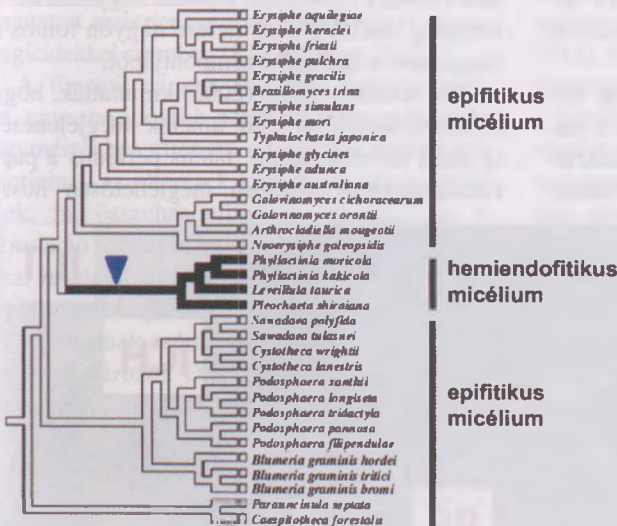 Erysiphe aquilegiae
Erysiphe heraclei
Erysiphe friesii
Erysiphe pulchra
Erysiphe gracilis
Brasiliomyces trina
Erysiphe simulans
Erysiphe mori
Typhulochaeta japonica
Erysiphe glycines
Erysiphe adunca
Erysiphe australiana
Golovinomyces cichoracearum
Golovinomyces orontii
Arthrocladiella mougeotii
Neoerysiphe galeopsidis
Phyllactinia moricola
Phyllactinia kakicola
Leveillula taurica
Pleochaeta shiraiana
Sawadaea polyfida
Sawadaea tulasnei
Cystotheca wrightii
Cystotheca lanestris
Podosphaera xanthii
Podosphaera longiseta
Podosphaera tridactyla
Podosphaera pannosa
Podosphaera filipendulae
Blumeria graminis hordei
Blumeria graminis tritici
Blumeria graminis bromi
Parauncinula septata
Caespitotheca forestalis
epifitikus
micélium
hemiendofitikus
micélium
epifitikus
micélium